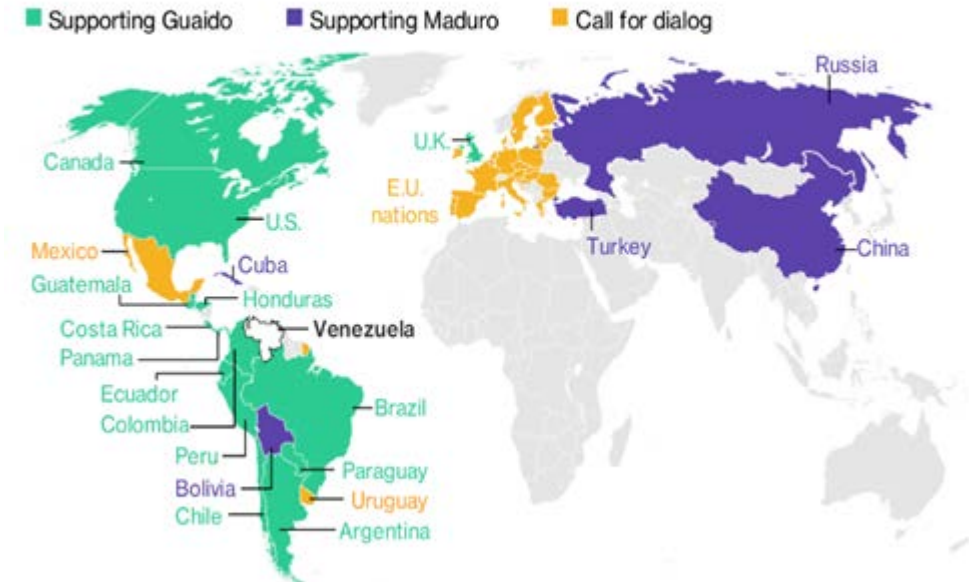 Supporting Guaido
Supporting Maduro
Call for dialog
Russia
U.K.
Canada
E.U.
nations
U.S.
Mexico
Turkey
China
Cuba
Guatemala
Honduras
Costa Rica
Venezuela
Panama
Ecuador
Brazil
Colombia
Peru
Paraguay
Bolivia
Uruguay
Chile
Argentina